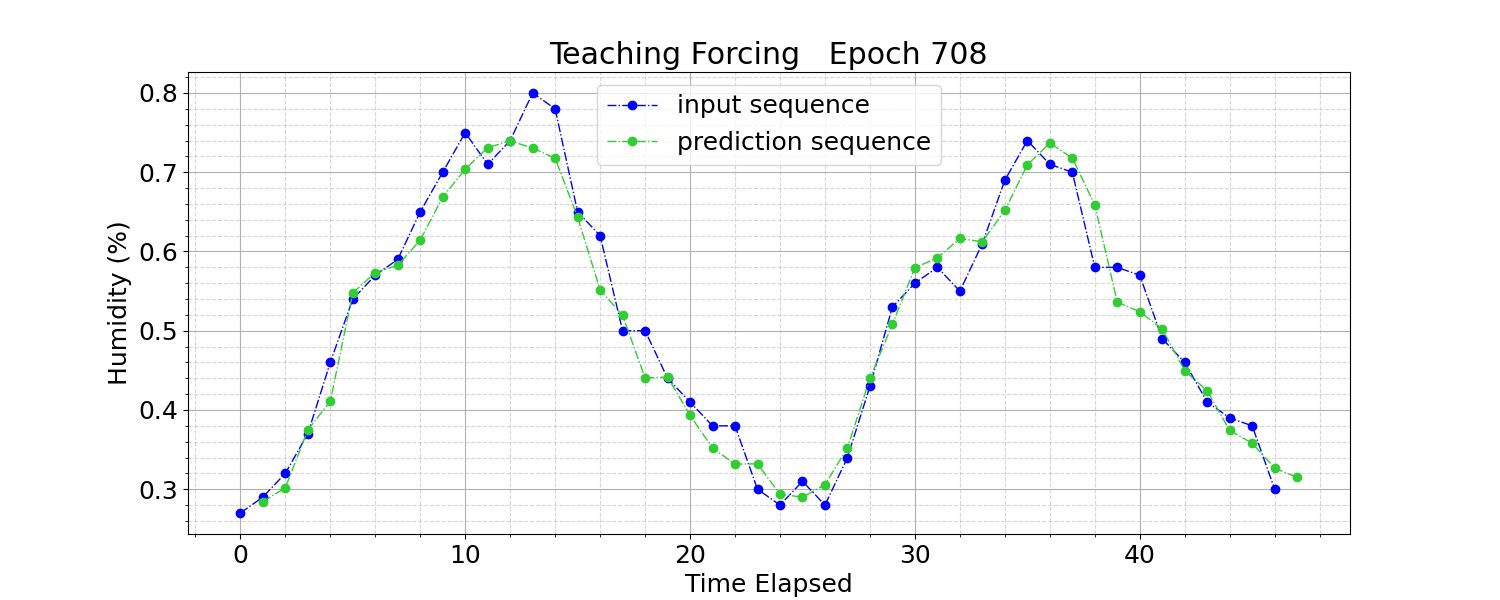 Teaching Forcing   Epoch 708
input sequence
prediction sequence
Humidity (%)
0.8
0.7
0.6
0.5
0.4
0.3
0 10 20 30 40
Time Elapsed